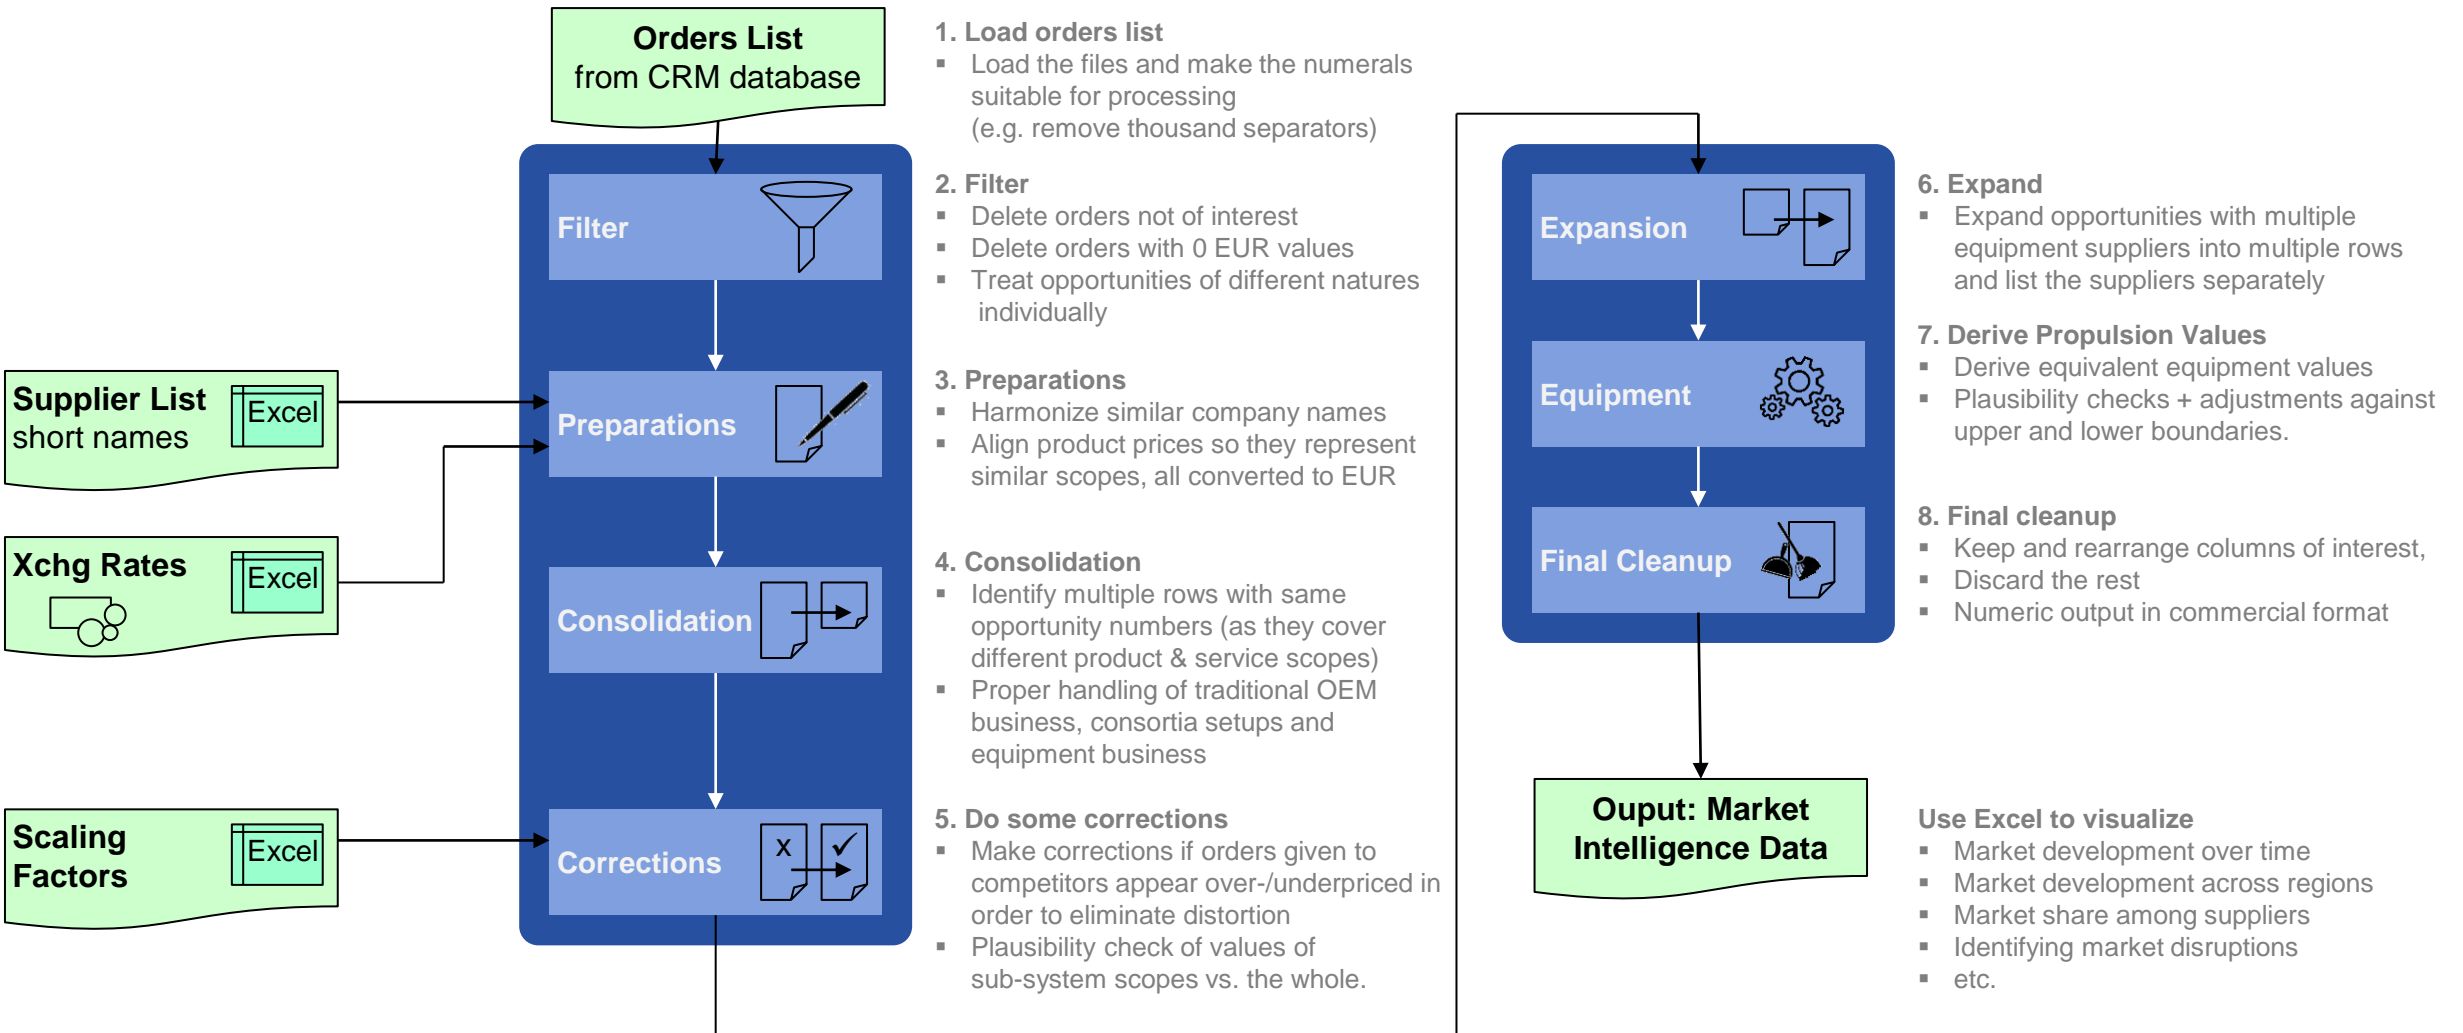 Orders List
from CRM database
1. Load orders list
▪ Load the files and make the numerals
suitable for processing
(e.g. remove thousand separators)
Filter
2. Filter
▪ Delete orders not of interest
▪ Delete orders with 0 EUR values
▪ Treat opportunities of different natures
individually
Supplier List
short names
Excel
Preparations
3. Preparations
▪ Harmonize similar company names
▪ Align product prices so they represent
similar scopes, all converted to EUR
Xchg Rates
Excel
Consolidation
4. Consolidation
▪ Identify multiple rows with same
opportunity numbers (as they cover
different product & service scopes)
▪ Proper handling of traditional OEM
business, consortia setups and
equipment business
Scaling
Factors
Excel
Corrections
X ✓
5. Do some corrections
▪ Make corrections if orders given to
competitors appear over-/underpriced in
order to eliminate distortion
▪ Plausibility check of values of
sub-system scopes vs. the whole.
Expansion
6. Expand
▪ Expand opportunities with multiple
equipment suppliers into multiple rows
and list the suppliers separately
Equipment
7. Derive Propulsion Values
▪ Derive equivalent equipment values
▪ Plausibility checks + adjustments against
upper and lower boundaries.
Final Cleanup
8. Final cleanup
▪ Keep and rearrange columns of interest,
▪ Discard the rest
▪ Numeric output in commercial format
Ouput: Market
Intelligence Data
Use Excel to visualize
▪ Market development over time
▪ Market development across regions
▪ Market share among suppliers
▪ Identifying market disruptions
▪ etc.